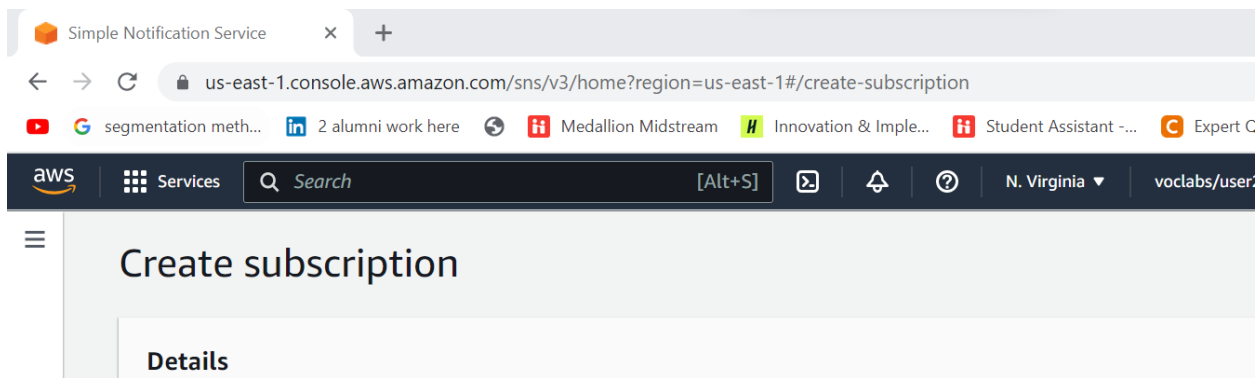 Simple Notification Service
us-east-1.console.aws.amazon.com/sns/v3/home?region=us-east-1#/create-subscription
segmentation meth... in 2 alumni work here Medallion Midstream H Innovation & Imple... Student Assistant -... C Expert Q
aws Services Search [Alt+S] N. Virginia voclabs/user2
Create subscription
Details